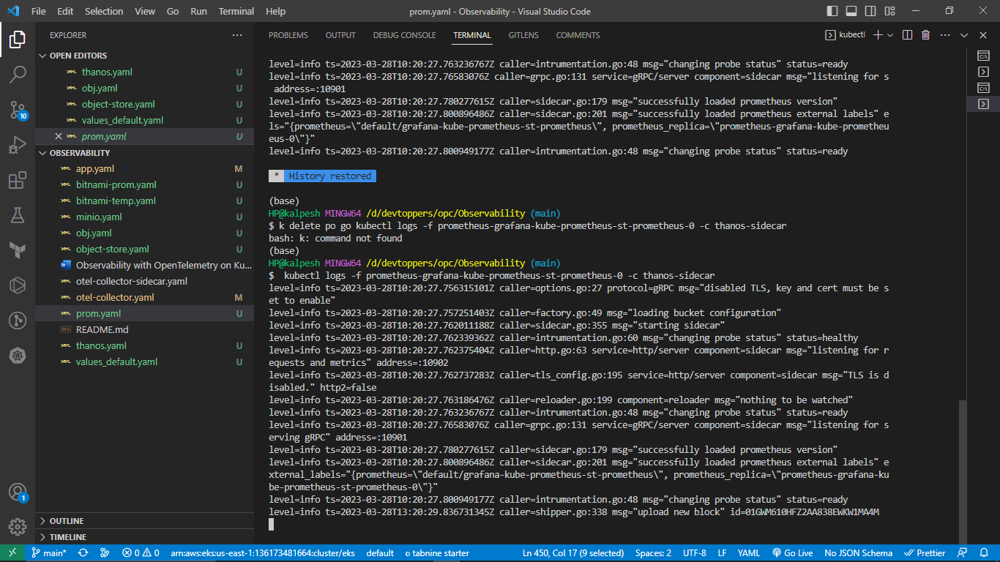 File Edit Selection View Go Run Terminal Help
prom.yaml - Observability - Visual Studio Code
EXPLORER
OPEN EDITORS
thanos.yaml U
obj.yaml U
object-store.yaml U
values_default.yaml U
prom.yaml U
OBSERVABILITY
app.yaml M
bitnami-prom.yaml U
bitnami-temp.yaml U
minio.yaml U
obj.yaml U
object-store.yaml U
Observability with OpenTelemetry on Ku...
otel-collector-sidecar.yaml
otel-collector.yaml M
prom.yaml U
README.md
thanos.yaml U
values_default.yaml U
OUTLINE
TIMELINE
10
1
PROBLEMS OUTPUT DEBUG CONSOLE TERMINAL GITLENS COMMENTS
kubectl
level=info ts=2023-03-28T10:20:27.763236767Z caller=intrumentation.go:48 msg="changing probe status" status=ready
level=info ts=2023-03-28T10:20:27.76583076Z caller=grpc.go:131 service=gRPC/server component=sidecar msg="listening for s
 address=:10901
level=info ts=2023-03-28T10:20:27.780277615Z caller=sidecar.go:179 msg="successfully loaded prometheus version"
level=info ts=2023-03-28T10:20:27.800896486Z caller=sidecar.go:201 msg="successfully loaded prometheus external labels" e
ls="{prometheus=\"default/grafana-kube-prometheus-st-prometheus\", prometheus_replica=\"prometheus-grafana-kube-prometheu
eus-0\"}"
level=info ts=2023-03-28T10:20:27.800949177Z caller=intrumentation.go:48 msg="changing probe status" status=ready
* History restored
(base)
HP@kalpesh MINGW64 /d/devtoppers/opc/Observability (main)
$ k delete po go kubectl logs -f prometheus-grafana-kube-prometheus-st-prometheus-0 -c thanos-sidecar
bash: k: command not found
(base)
HP@kalpesh MINGW64 /d/devtoppers/opc/Observability (main)
$  kubectl logs -f prometheus-grafana-kube-prometheus-st-prometheus-0 -c thanos-sidecar
level=info ts=2023-03-28T10:20:27.756315101Z caller=options.go:27 protocol=gRPC msg="disabled TLS, key and cert must be s
et to enable"
level=info ts=2023-03-28T10:20:27.757251403Z caller=factory.go:49 msg="loading bucket configuration"
level=info ts=2023-03-28T10:20:27.762011188Z caller=sidecar.go:355 msg="starting sidecar"
level=info ts=2023-03-28T10:20:27.762339362Z caller=intrumentation.go:60 msg="changing probe status" status=healthy
level=info ts=2023-03-28T10:20:27.762375404Z caller=http.go:63 service=http/server component=sidecar msg="listening for r
equests and metrics" address=:10902
level=info ts=2023-03-28T10:20:27.762737283Z caller=tls_config.go:195 service=http/server component=sidecar msg="TLS is d
isabled." http2=false
level=info ts=2023-03-28T10:20:27.763186476Z caller=reloader.go:199 component=reloader msg="nothing to be watched"
level=info ts=2023-03-28T10:20:27.763236767Z caller=intrumentation.go:48 msg="changing probe status" status=ready
level=info ts=2023-03-28T10:20:27.76583076Z caller=grpc.go:131 service=gRPC/server component=sidecar msg="listening for s
erving gRPC" address=:10901
level=info ts=2023-03-28T10:20:27.780277615Z caller=sidecar.go:179 msg="successfully loaded prometheus version"
level=info ts=2023-03-28T10:20:27.800896486Z caller=sidecar.go:201 msg="successfully loaded prometheus external labels" e
xternal_labels="{prometheus=\"default/grafana-kube-prometheus-st-prometheus\", prometheus_replica=\"prometheus-grafana-ku
be-prometheus-st-prometheus-0\"}"
level=info ts=2023-03-28T10:20:27.800949177Z caller=intrumentation.go:48 msg="changing probe status" status=ready
level=info ts=2023-03-28T13:20:29.836731345Z caller=shipper.go:338 msg="upload new block" id=01GWM610HFZ2AA838EWKW1MA4M
main* 0 0 arn:aws:eks:us-east-1:136173481664:cluster/eks default tabnine starter Ln 450, Col 17 (9 selected) Spaces: 2 UTF-8 LF YAML Go Live No JSON Schema Prettier